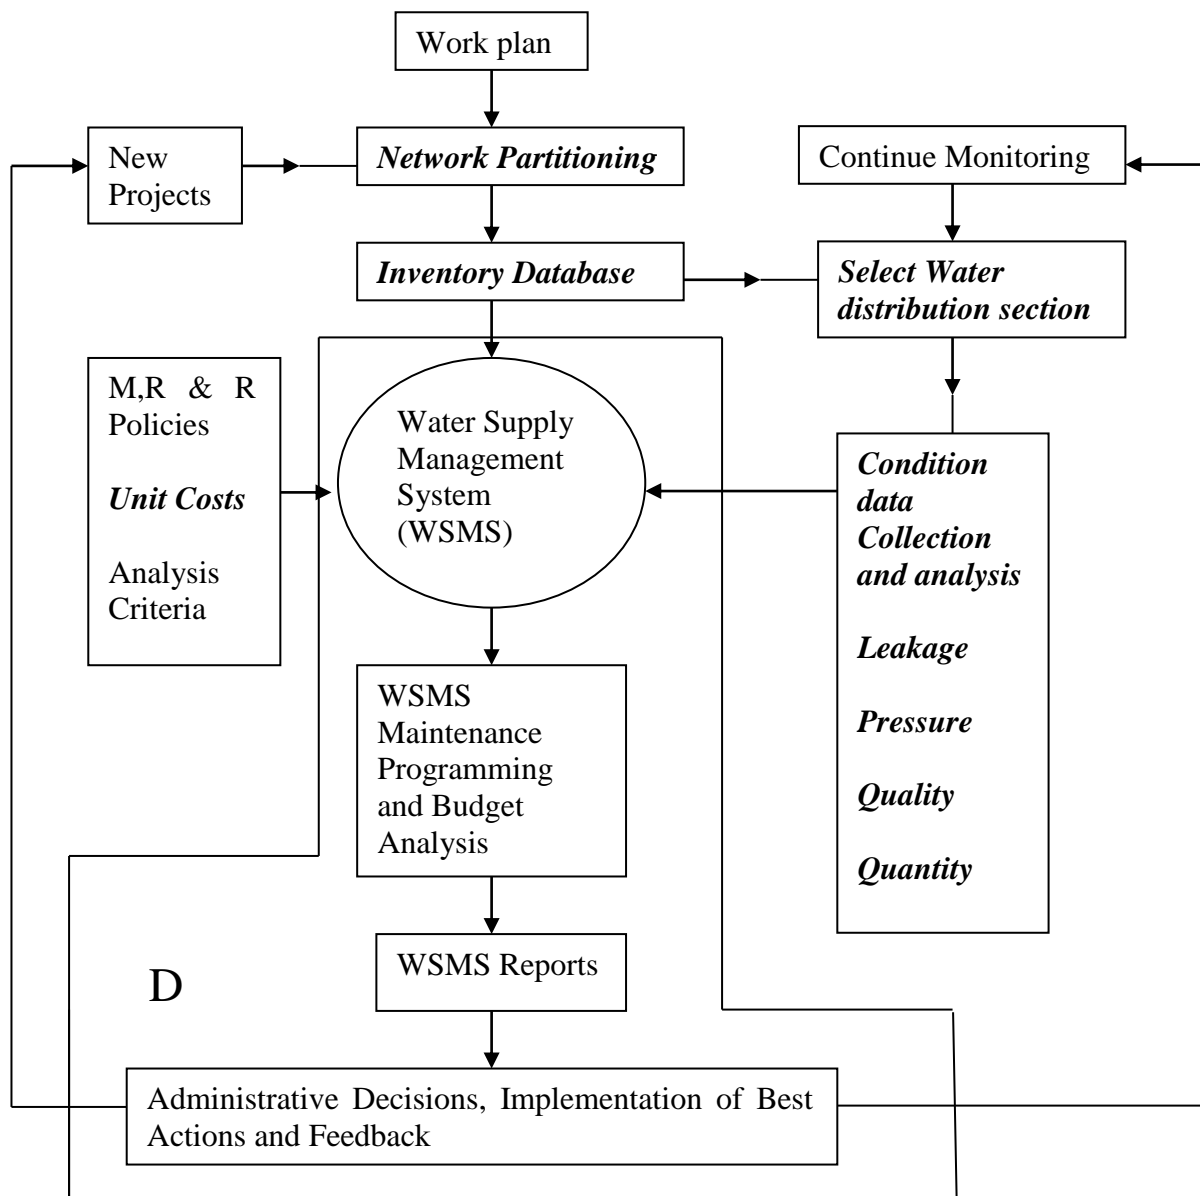 Work plan
New
Projects
Network Partitioning
Continue Monitoring
Inventory Database
Select Water
distribution section
M,R & R
Policies
Unit Costs
Analysis
Criteria
Water Supply
Management
System
(WSMS)
Condition
data
Collection
and analysis
Leakage
Pressure
Quality
Quantity
WSMS
Maintenance
Programming
and Budget
Analysis
WSMS Reports
D
Administrative Decisions, Implementation of Best
Actions and Feedback